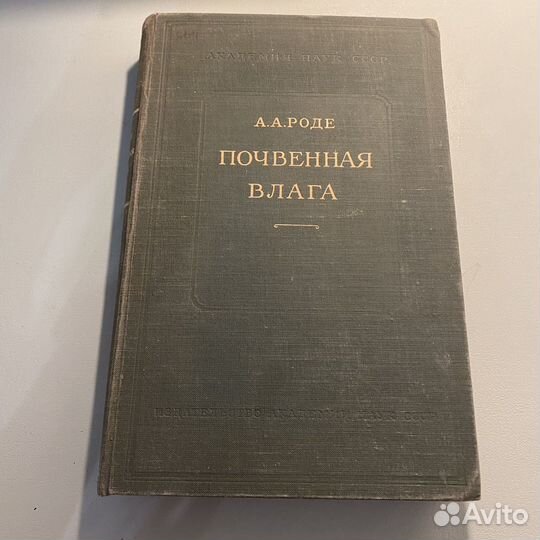 АКАДЕМИЯ НАУК СССР
А.А.РОДЕ
ПОЧВЕННАЯ
ВЛАГА
ИЗДАТЕЛЬСТВО АКАДЕМИИ НАУК СССР
Avito